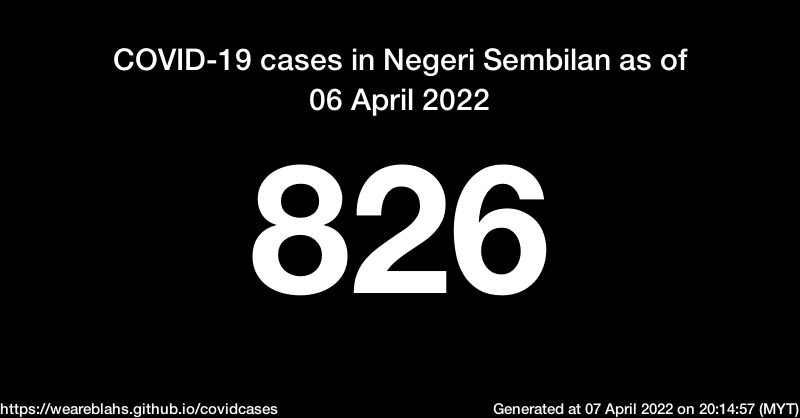 COVID-19 cases in Negeri Sembilan as of
06 April 2022
826
https://weareblahs.github.io/covidcases
Generated at 07 April 2022 on 20:14:57 (MYT)